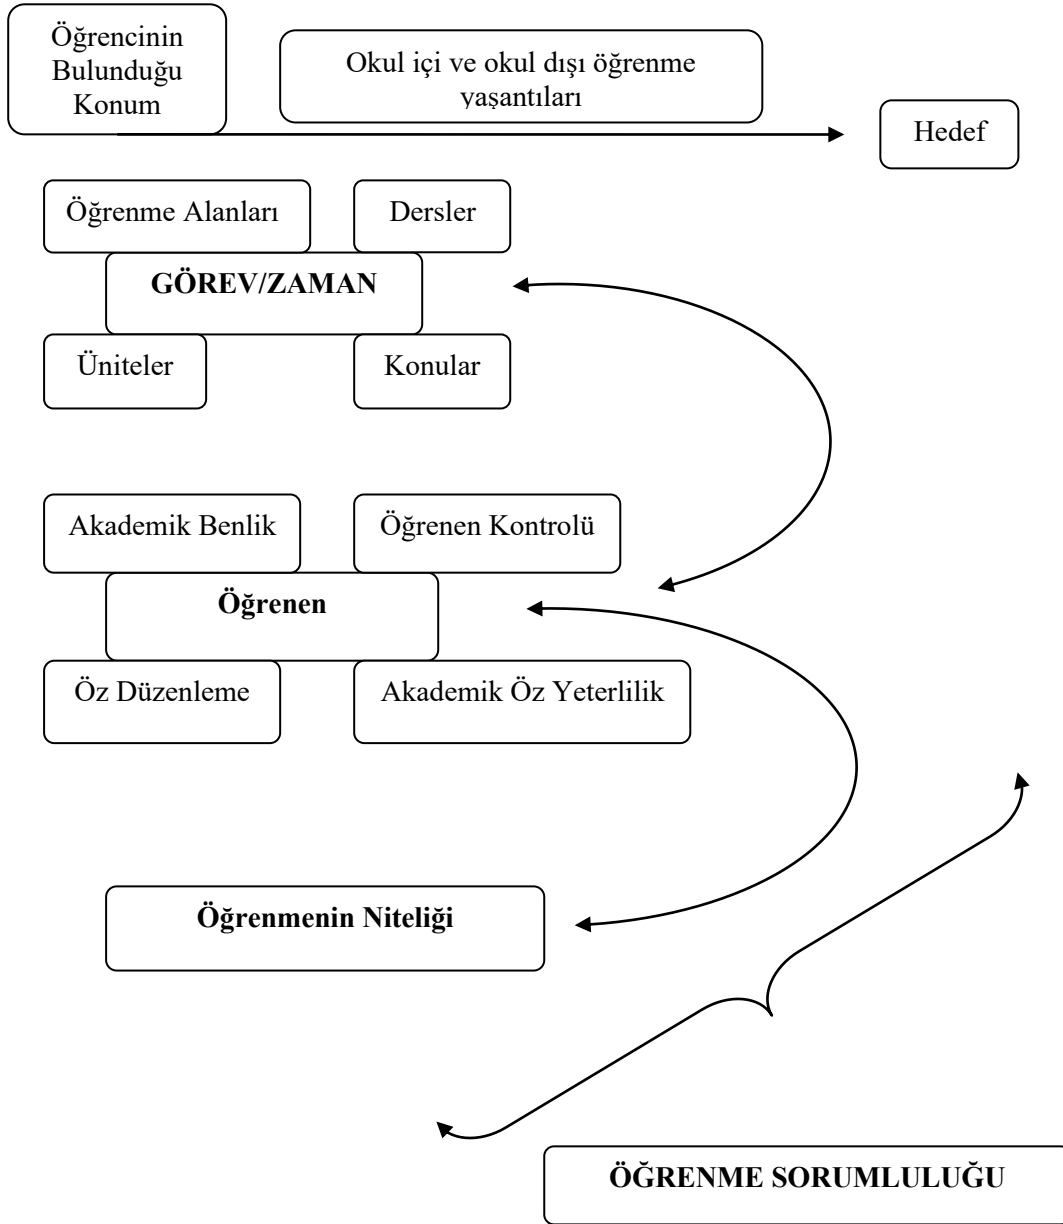 Öğrencinin
Bulunduğu
Konum
Okul içi ve okul dışı öğrenme
yaşantıları
Hedef
Öğrenme Alanları
Dersler
GÖREV/ZAMAN
Üniteler
Konular
Akademik Benlik
Öğrenen Kontrolü
Öğrenen
Öz Düzenleme
Akademik Öz Yeterlilik
Öğrenmenin Niteliği
ÖĞRENME SORUMLULUĞU